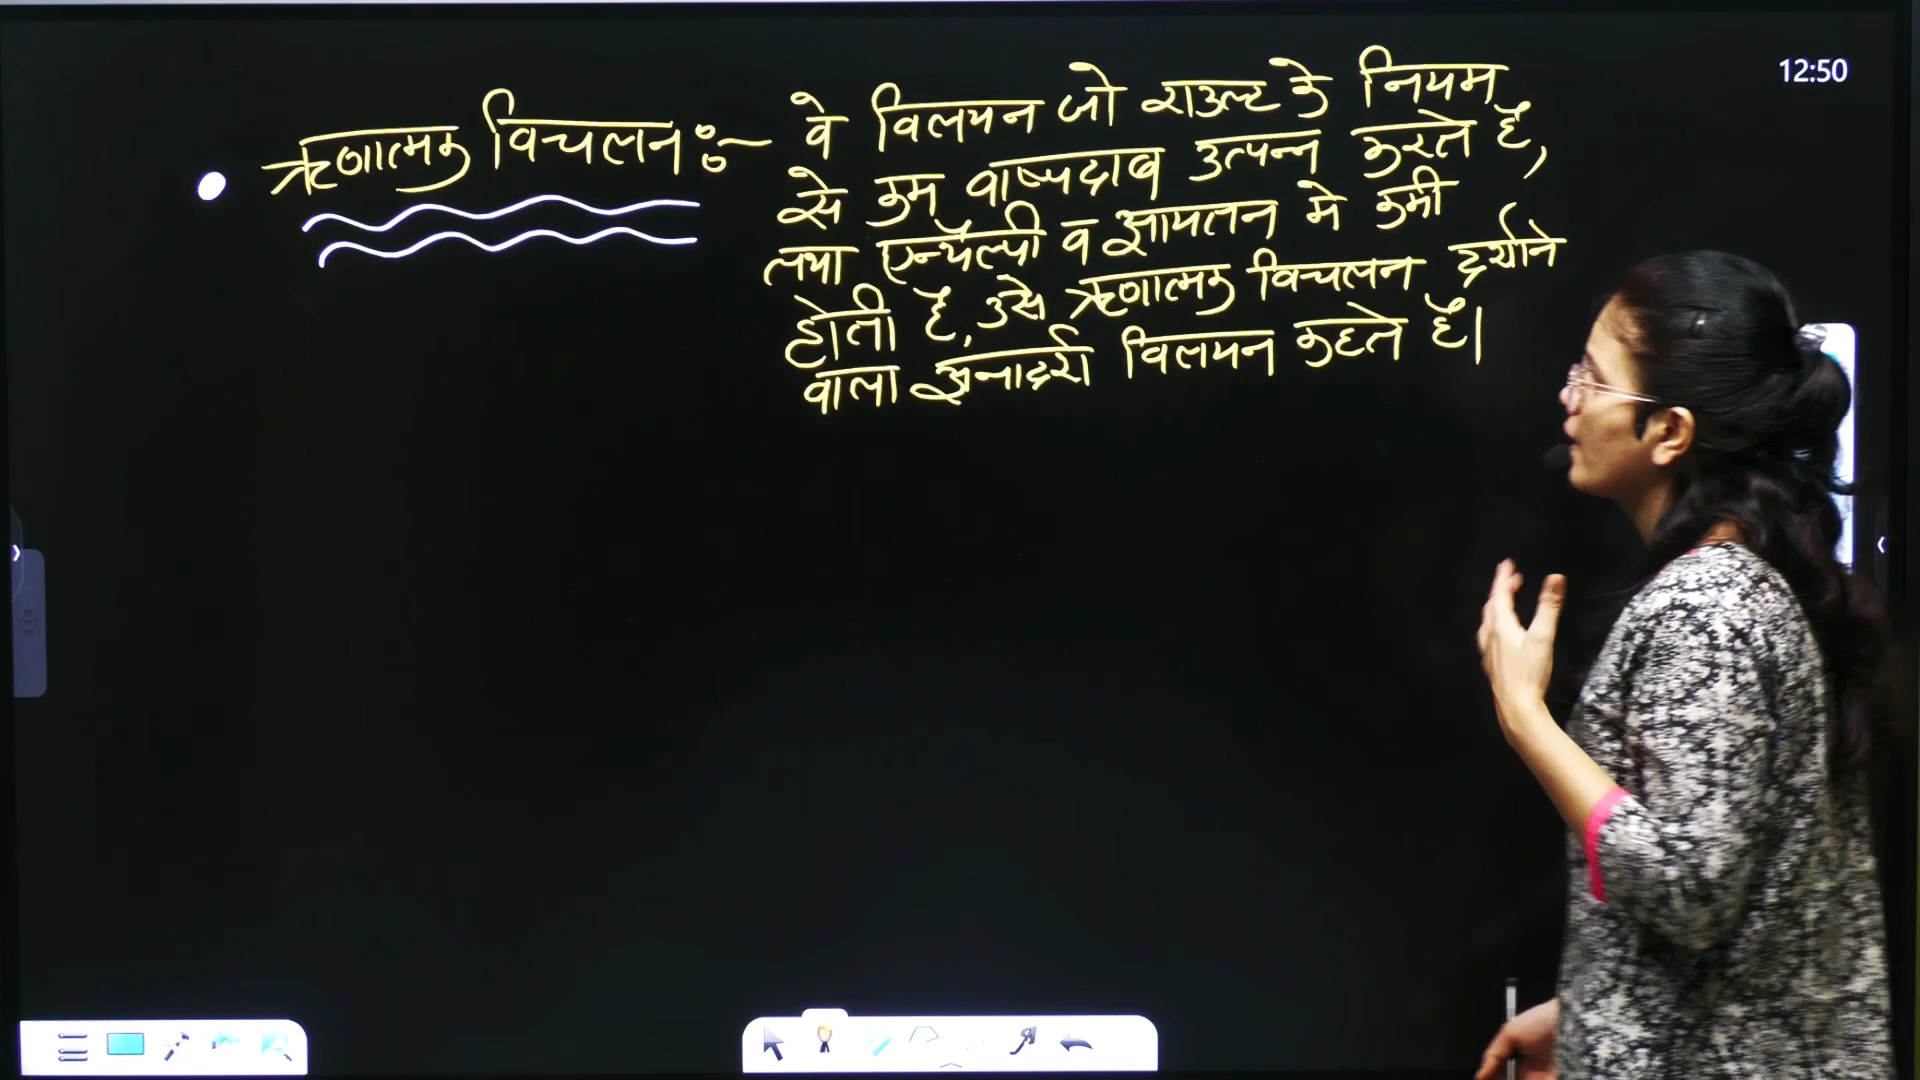 12:50
ऋणात्मक विचलन :- वे विलयन जो राउल्ट के नियम
से कम वाष्पदाब उत्पन्न करते है,
तथा एन्थैल्पी व आयतन मे कमी
होती है, उसे ऋणात्मक विचलन दर्शाने
वाला अनादर्श विलयन कहते है।